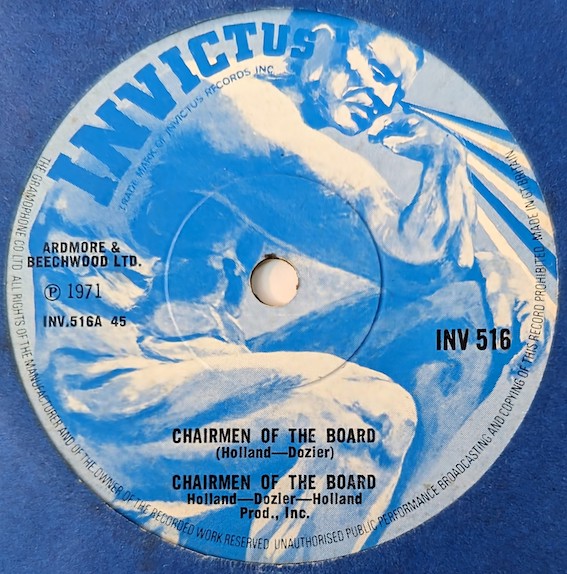 INVICTUS
TRADE MARK OF INVICTUS RECORDS INC.
THE GRAMOPHONE CO LTD. ALL RIGHTS OF THE MANUFACTURER AND OF THE OWNER OF THE RECORDED WORK RESERVED. UNAUTHORISED PUBLIC PERFORMANCE BROADCASTING AND COPYING OF THIS RECORD PROHIBITED. MADE IN GT BRITAIN
ARDMORE &
BEECHWOOD LTD.
℗ 1971
INV.516A 45
INV 516
CHAIRMEN OF THE BOARD
(Holland—Dozier)
CHAIRMEN OF THE BOARD
Holland—Dozier—Holland
Prod., Inc.